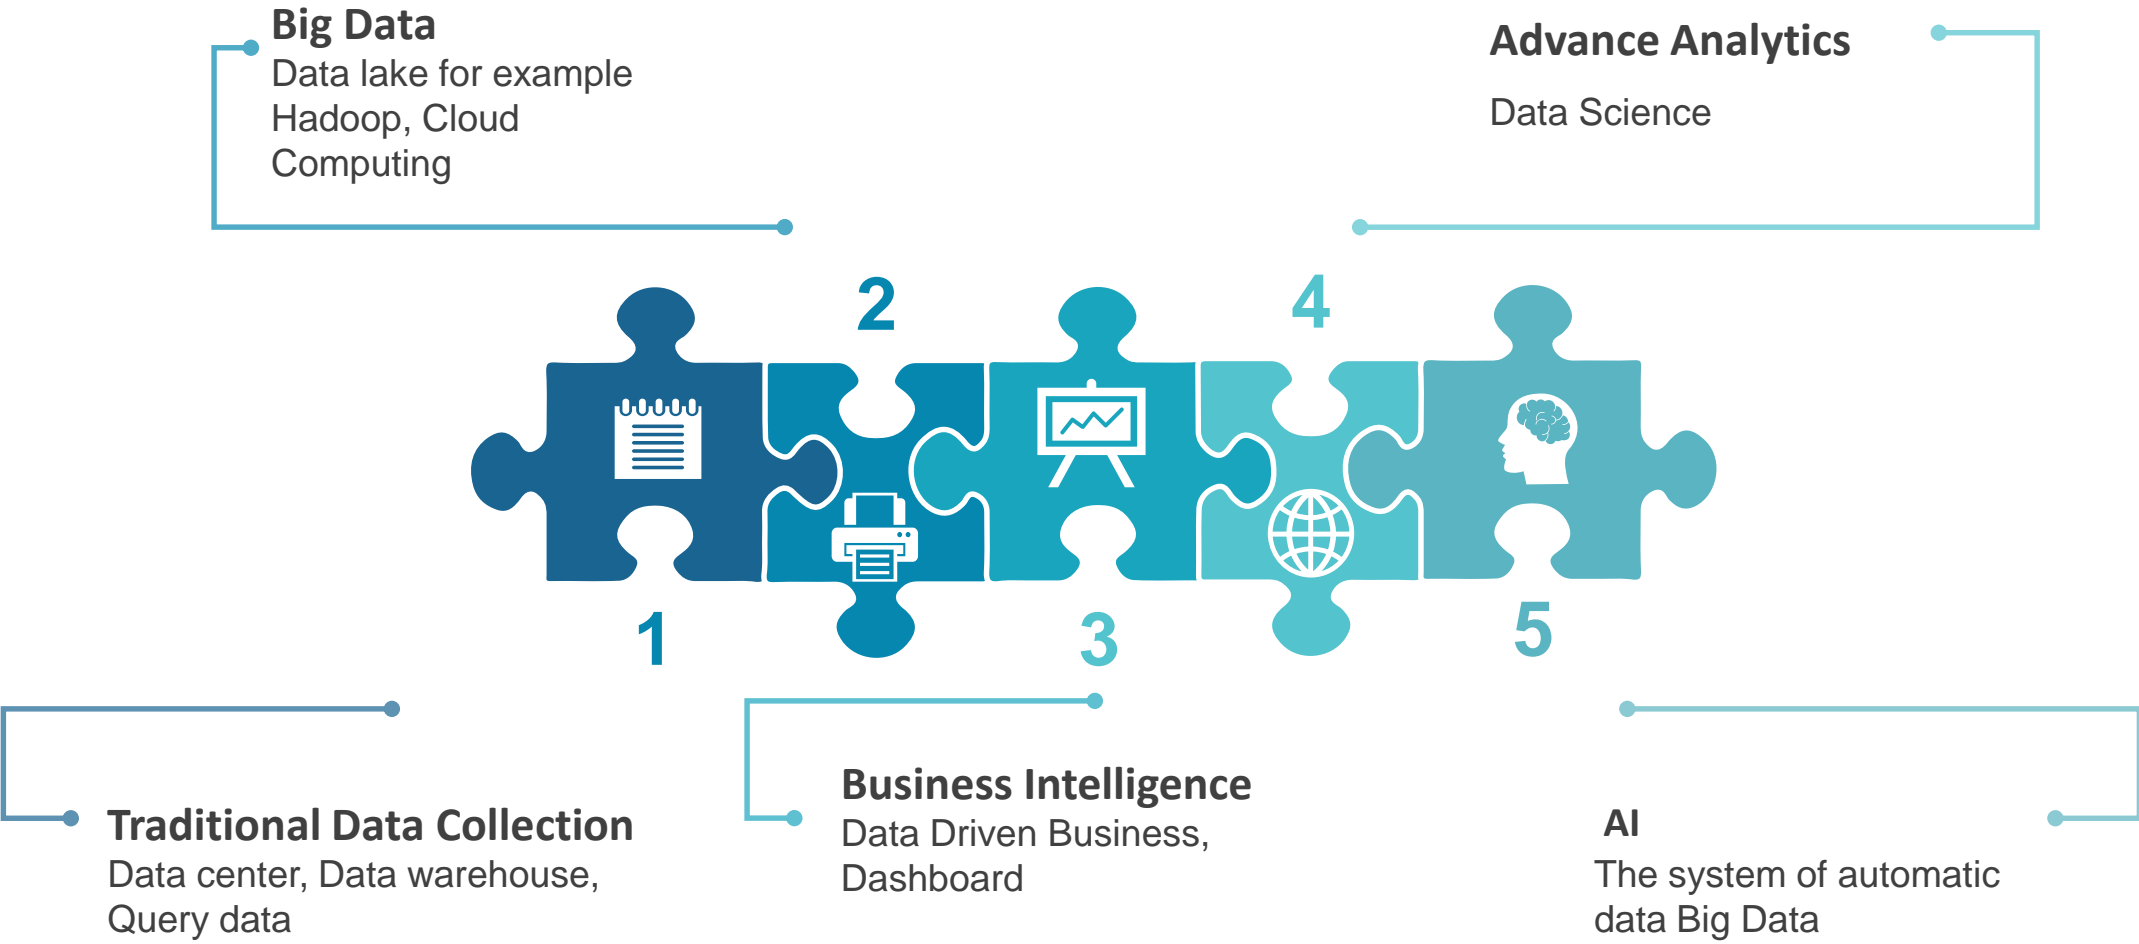 Big Data
Data lake for example
Hadoop, Cloud
Computing
Advance Analytics
Data Science
2
4
1
3
5
Traditional Data Collection
Data center, Data warehouse,
Query data
Business Intelligence
Data Driven Business,
Dashboard
AI
The system of automatic
data Big Data